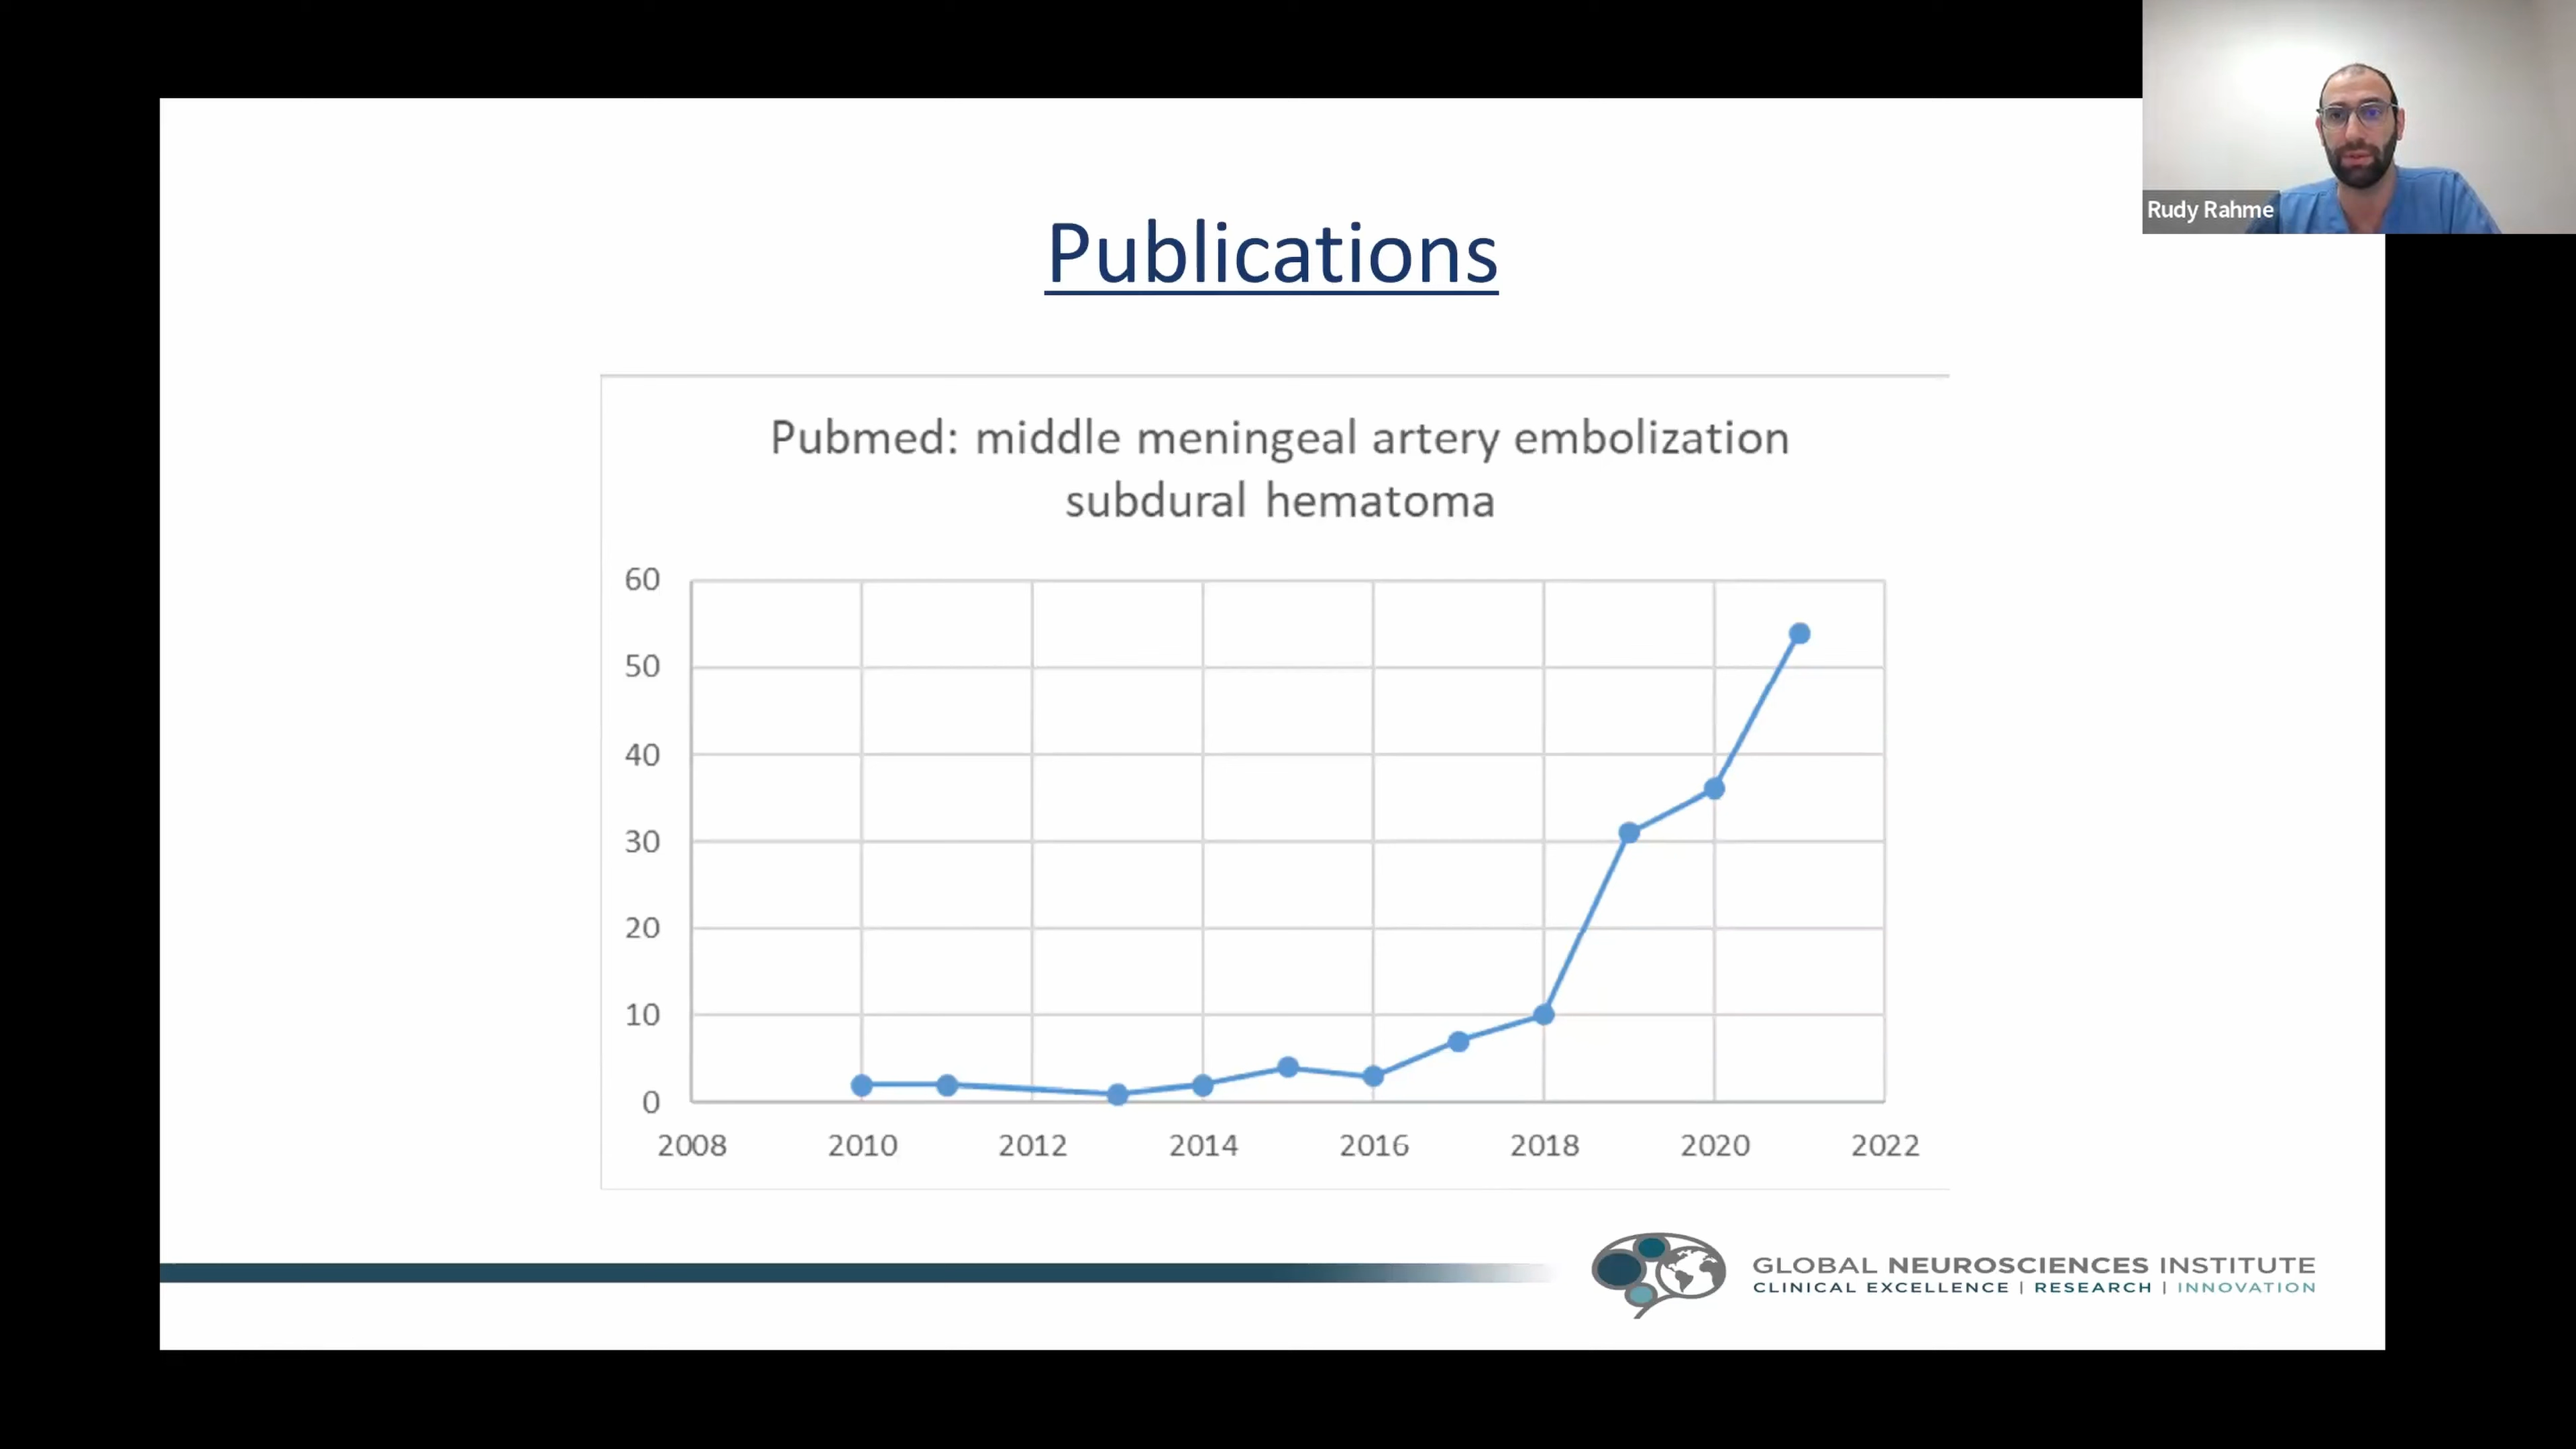 Rudy Rahme
Publications
Pubmed: middle meningeal artery embolization
subdural hematoma
60
50
40
30
20
10
0
2008 2010 2012 2014 2016 2018 2020 2022
GLOBAL NEUROSCIENCES INSTITUTE
CLINICAL EXCELLENCE | RESEARCH | INNOVATION